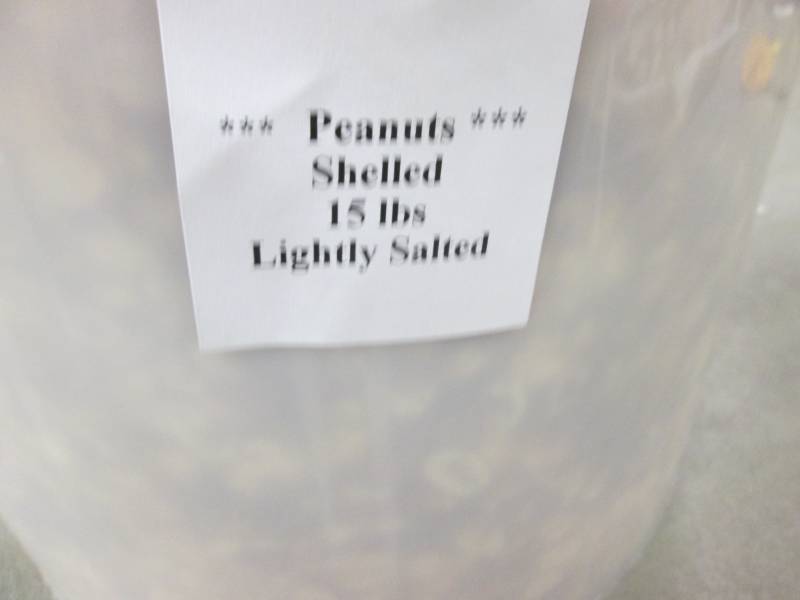 *** Peanuts ***
Shelled
15 lbs
Lightly Salted